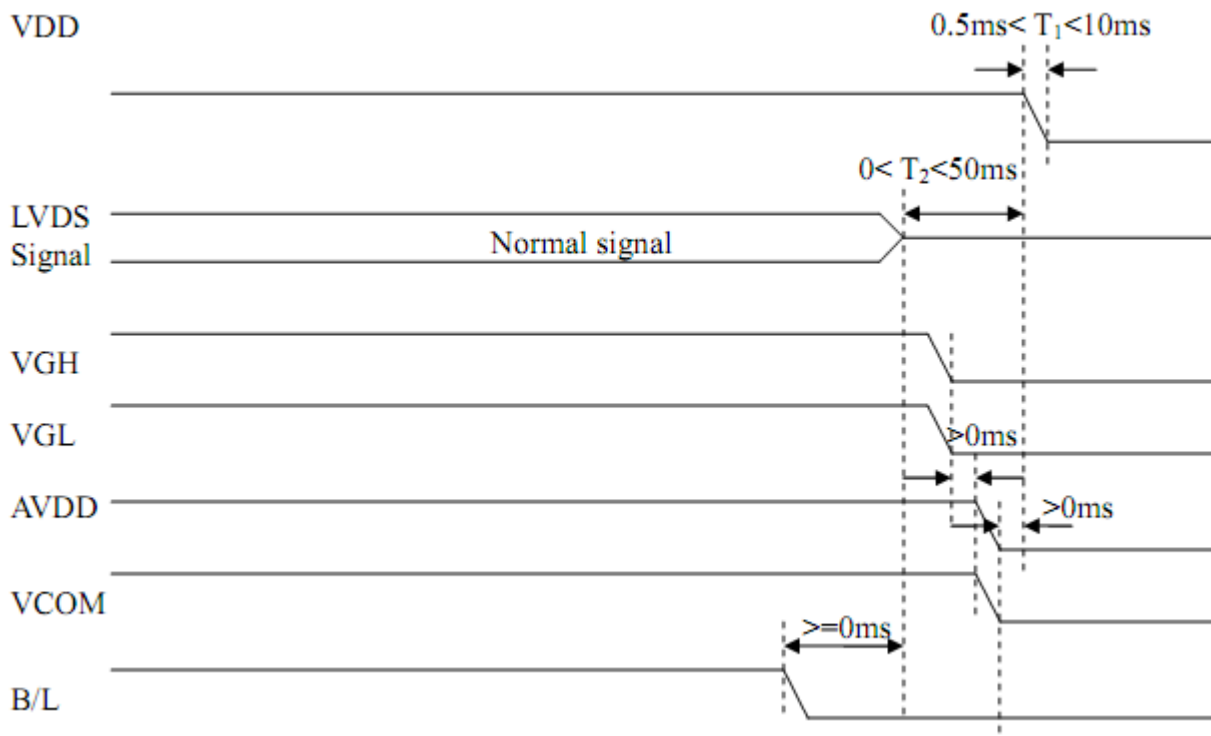 VDD
0.5ms< T₁<10ms
0< T₂<50ms
LVDS
Signal
Normal signal
VGH
VGL
>0ms
AVDD
>0ms
VCOM
>=0ms
B/L